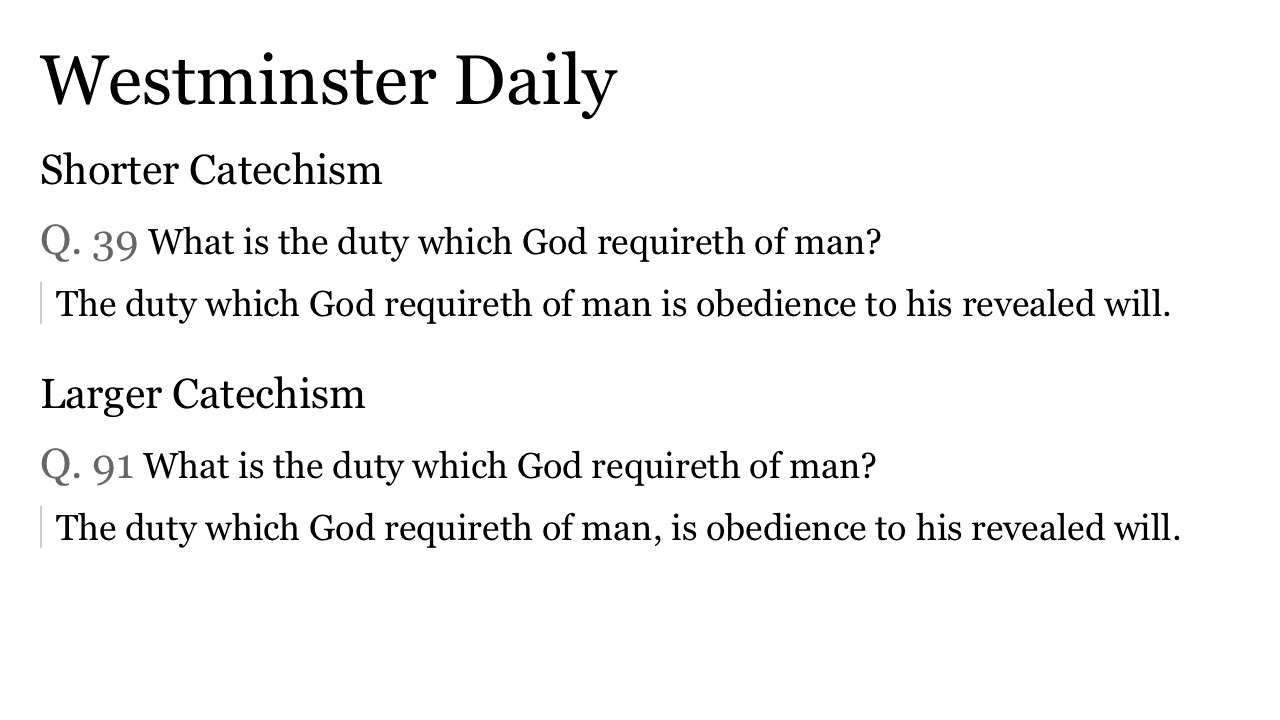 Westminster Daily
Shorter Catechism
Q. 39 What is the duty which God requireth of man?
The duty which God requireth of man is obedience to his revealed will.
Larger Catechism
Q. 91 What is the duty which God requireth of man?
The duty which God requireth of man, is obedience to his revealed will.